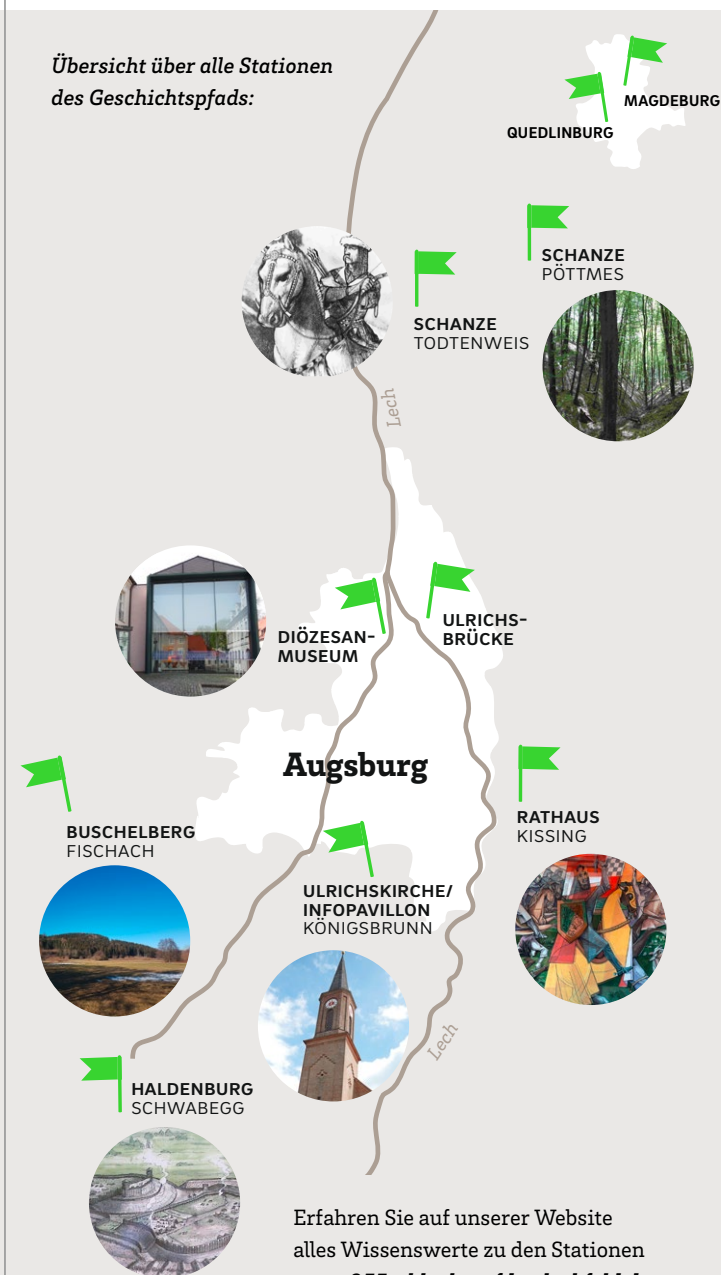 Übersicht über alle Stationen
des Geschichtspfads:
MAGDEBURG
QUEDLINBURG
SCHANZE
PÖTTMES
SCHANZE
TODTENWEIS
Lech
DIÖZESAN-
MUSEUM
ULRICHS-
BRÜCKE
Augsburg
BUSCHELBERG
FISCHACH
RATHAUS
KISSING
ULRICHSKIRCHE/
INFOPAVILLON
KÖNIGSBRUNN
Lech
HALDENBURG
SCHWABEGG
Erfahren Sie auf unserer Website
alles Wissenswerte zu den Stationen